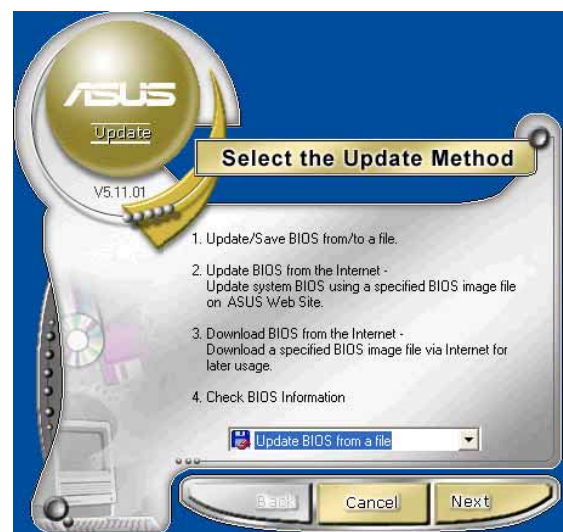 ASUS
Update
V5.11.01
Select the Update Method
1. Update/Save BIOS from/to a file.
2. Update BIOS from the Internet -
Update system BIOS using a specified BIOS image file
on ASUS Web Site.
3. Download BIOS from the Internet -
Download a specified BIOS image file via Internet for
later usage.
4. Check BIOS Information
Update BIOS from a file
Back
Cancel
Next